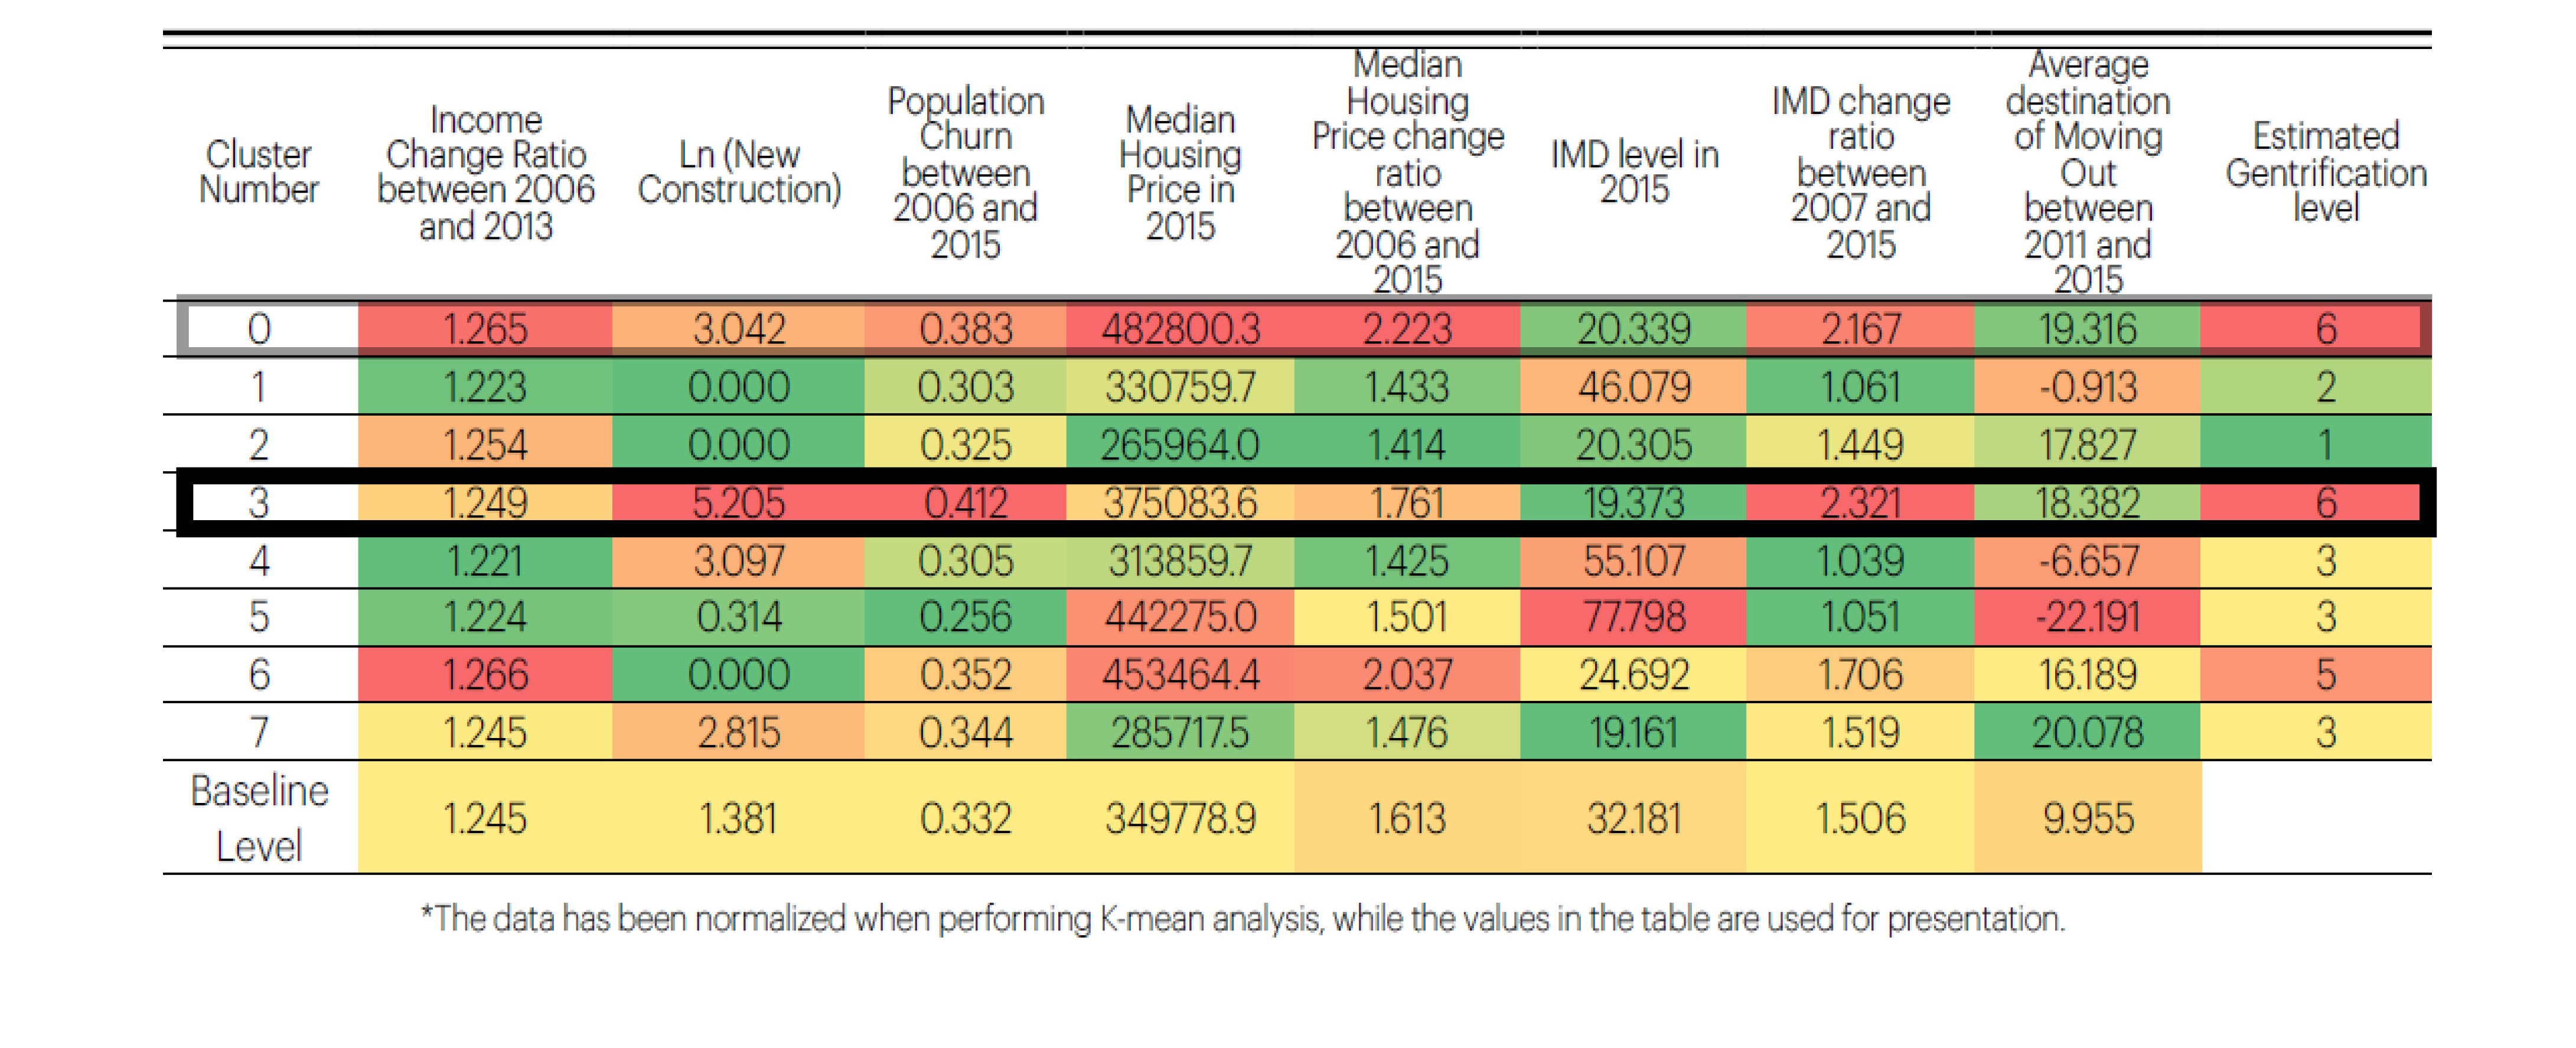 Cluster Number
Income Change Ratio between 2006 and 2013
Ln (New Construction)
Population Churn between 2006 and 2015
Median Housing Price in 2015
Median Housing Price change ratio between 2006 and 2015
IMD level in 2015
IMD change ratio between 2007 and 2015
Average destination of Moving Out between 2011 and 2015
Estimated Gentrification level
0 1.265 3.042 0.383 482800.3 2.223 20.339 2.167 19.316 6
1 1.223 0.000 0.303 330759.7 1.433 46.079 1.061 -0.913 2
2 1.254 0.000 0.325 265964.0 1.414 20.305 1.449 17.827 1
3 1.249 5.205 0.412 375083.6 1.761 19.373 2.321 18.382 6
4 1.221 3.097 0.305 313859.7 1.425 55.107 1.039 -6.657 3
5 1.224 0.314 0.256 442275.0 1.501 77.798 1.051 -22.191 3
6 1.266 0.000 0.352 453464.4 2.037 24.692 1.706 16.189 5
7 1.245 2.815 0.344 285717.5 1.476 19.161 1.519 20.078 3
Baseline Level 1.245 1.381 0.332 349778.9 1.613 32.181 1.506 9.955
*The data has been normalized when performing K-mean analysis, while the values in the table are used for presentation.